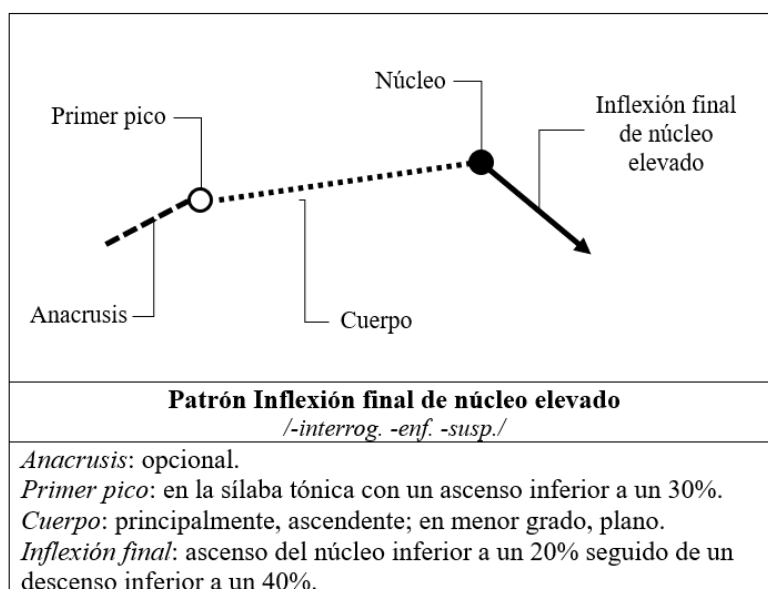 Núcleo
Inflexión final
de núcleo
elevado
Primer pico
Anacrusis
Cuerpo
Patrón Inflexión final de núcleo elevado
/-interrog. -enf. -susp./
Anacrusis: opcional.
Primer pico: en la sílaba tónica con un ascenso inferior a un 30%.
Cuerpo: principalmente, ascendente; en menor grado, plano.
Inflexión final: ascenso del núcleo inferior a un 20% seguido de un
descenso inferior a un 40%.